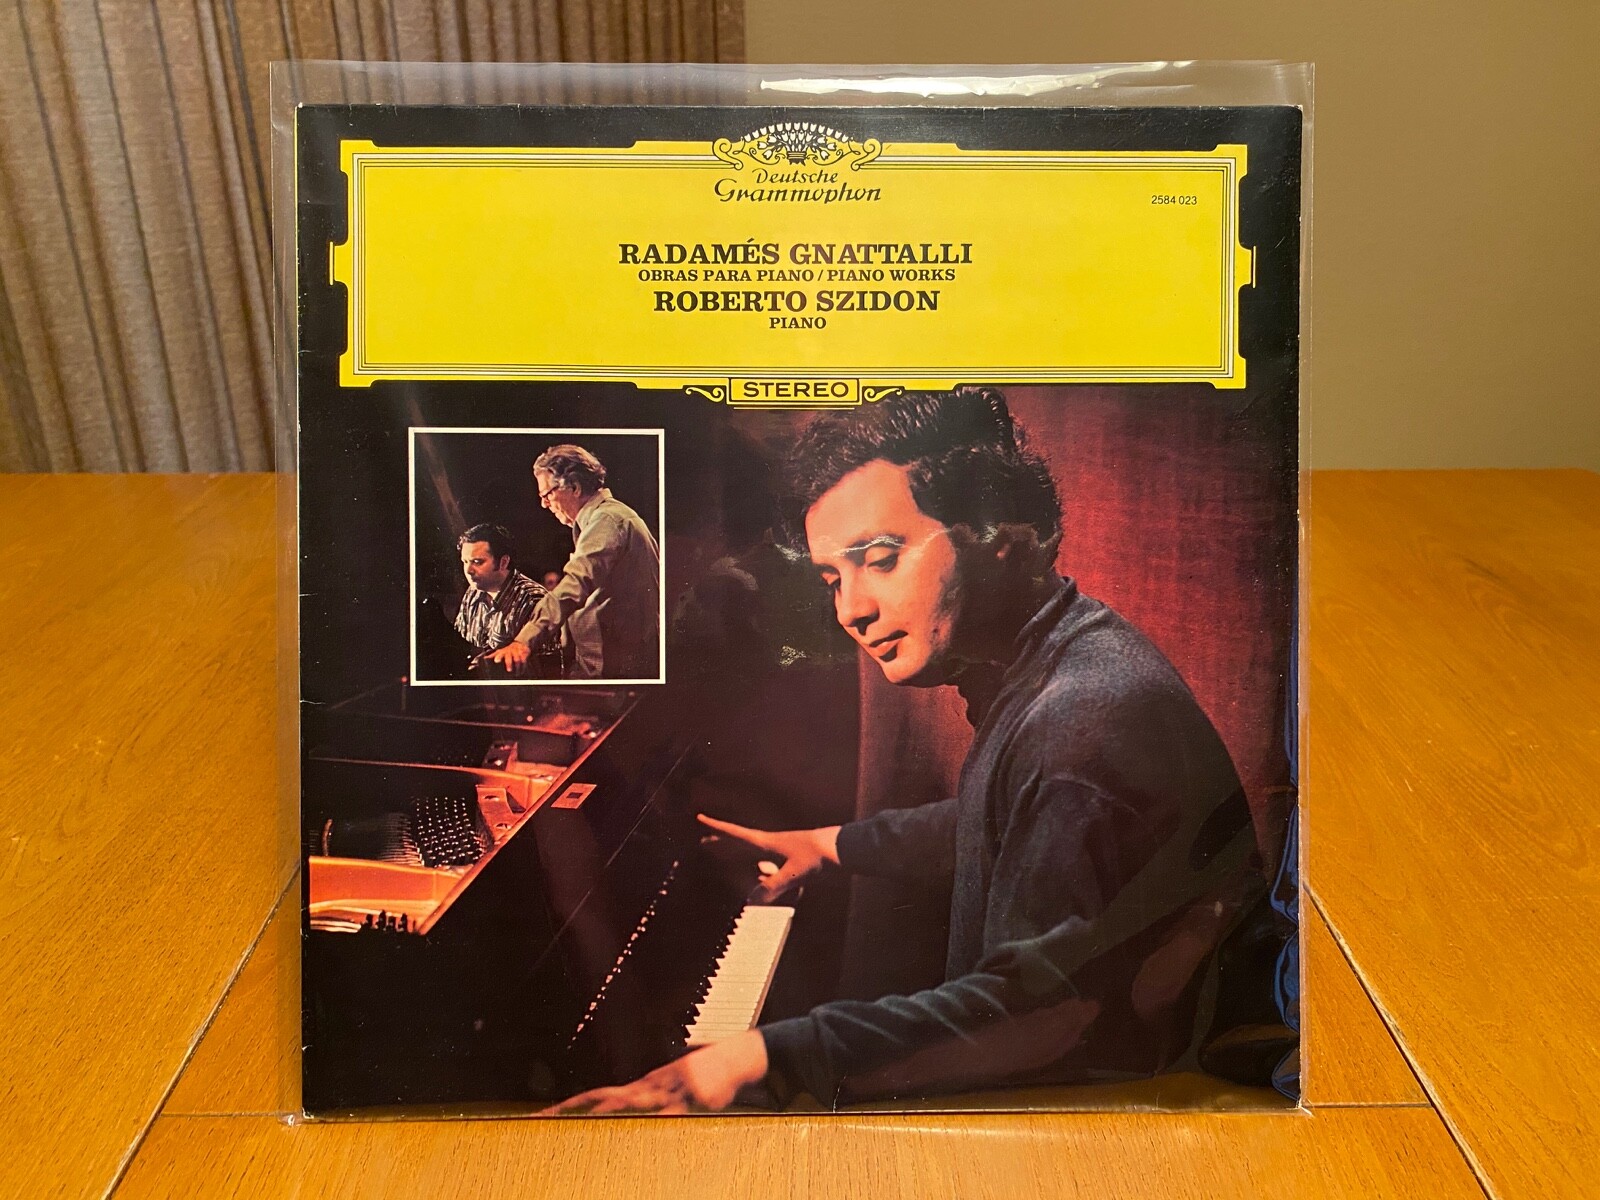 Deutsche
Grammophon
2584 023
RADAMÉS GNATTALLI
OBRAS PARA PIANO / PIANO WORKS
ROBERTO SZIDON
PIANO
STEREO